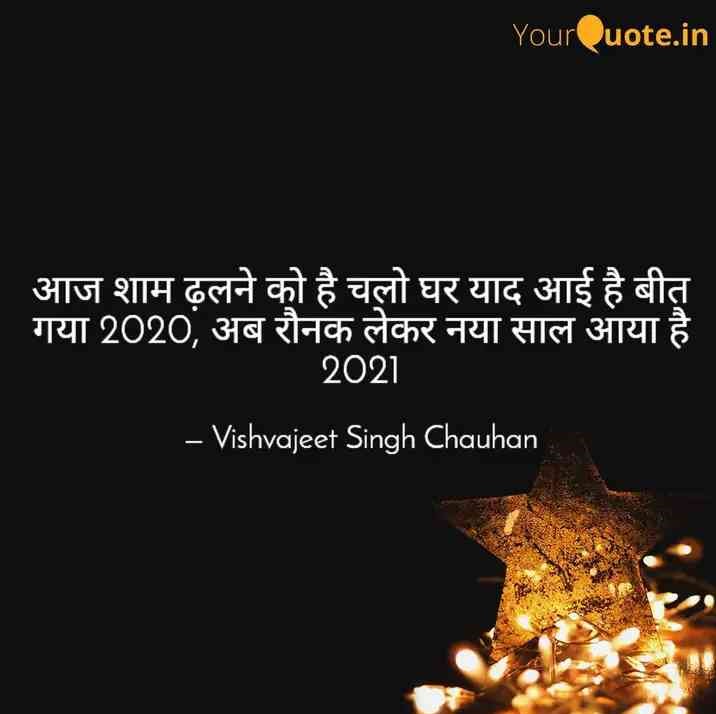 YourQuote.in
आज शाम ढ़लने को है चलो घर याद आई है बीत
गया 2020, अब रौनक लेकर नया साल आया है
2021
– Vishvajeet Singh Chauhan